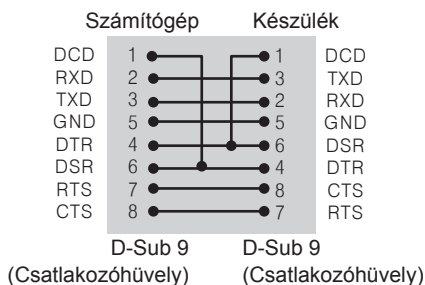 Számítógép Készülék
DCD 1 1 DCD
RXD 2 3 TXD
TXD 3 2 RXD
GND 5 5 GND
DTR 4 6 DSR
DSR 6 4 DTR
RTS 7 8 CTS
CTS 8 7 RTS
D-Sub 9 D-Sub 9
(Csatlakozóhüvely) (Csatlakozóhüvely)